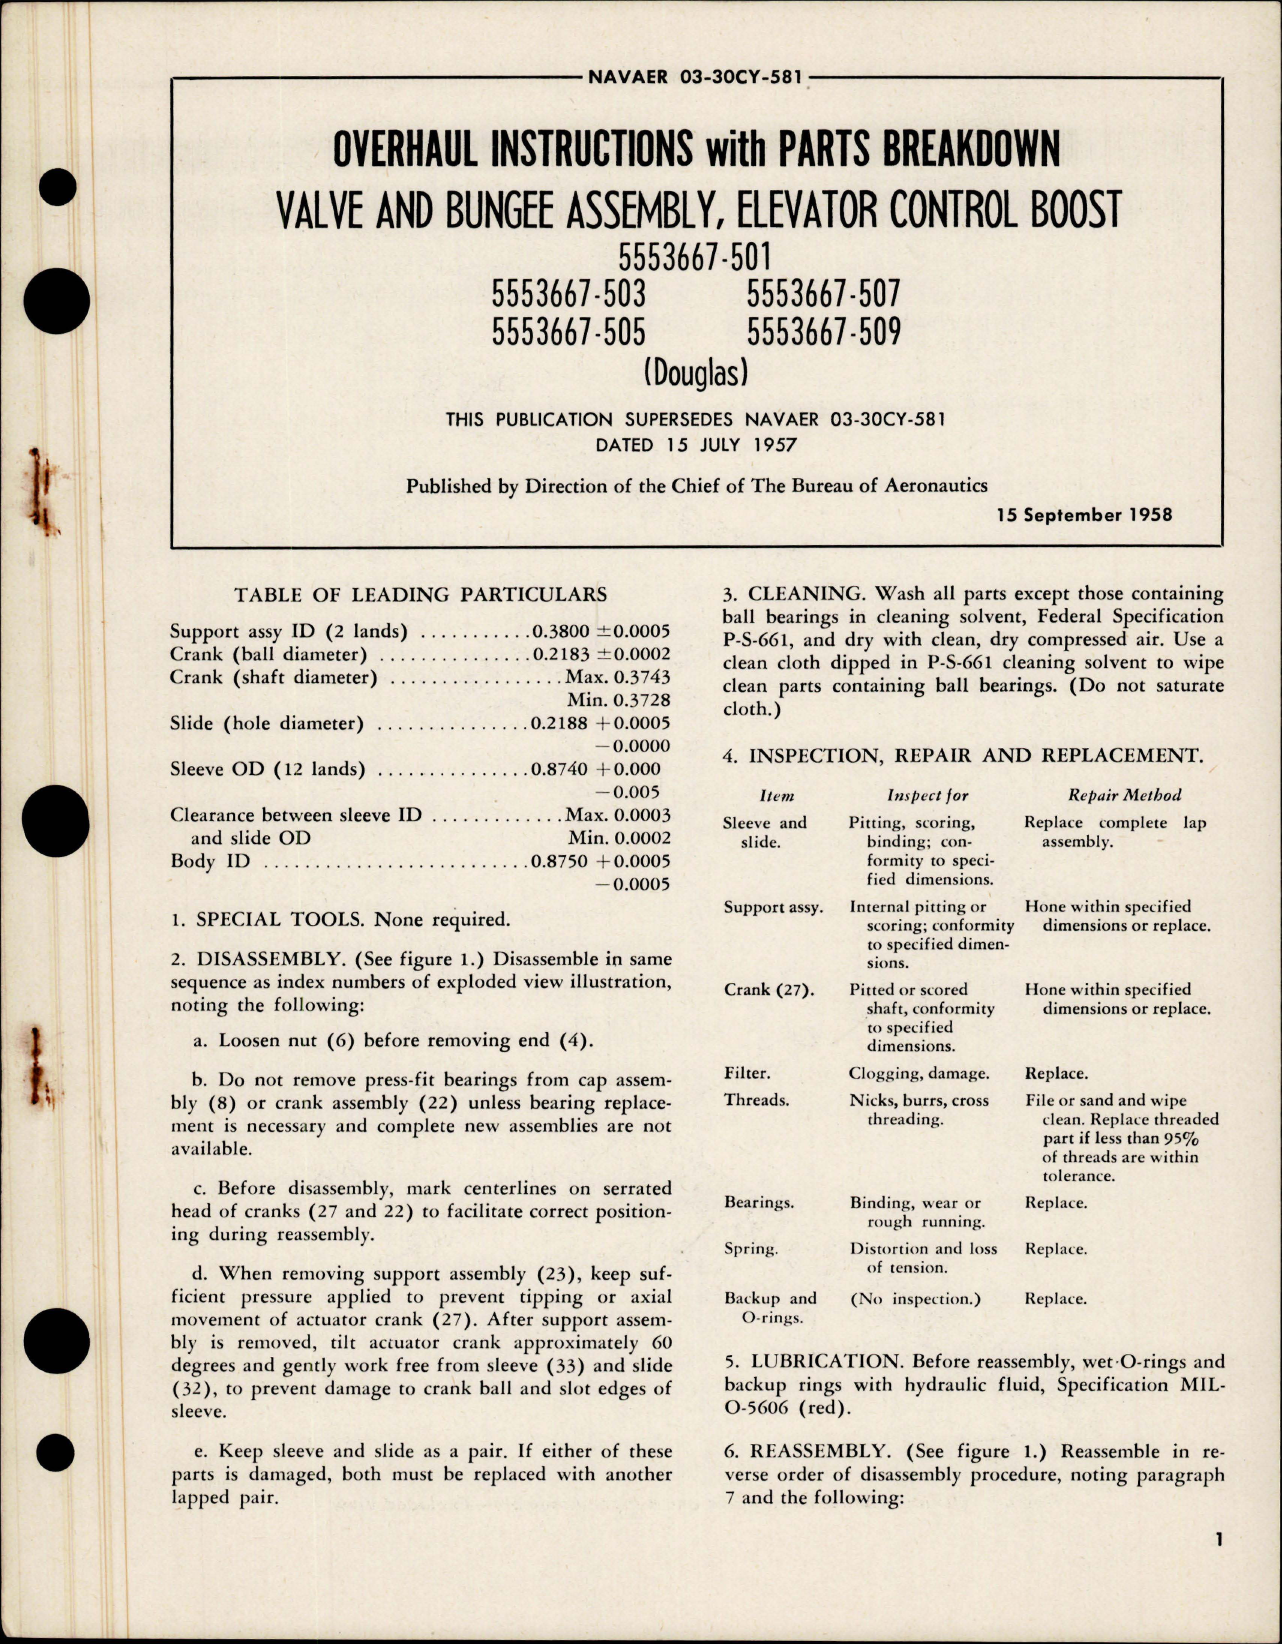 NAVAER 03-30CY-581
OVERHAUL INSTRUCTIONS with PARTS BREAKDOWN
VALVE AND BUNGEE ASSEMBLY, ELEVATOR CONTROL BOOST
5553667-501
5553667-503 5553667-507
5553667-505 5553667-509
(Douglas)
THIS PUBLICATION SUPERSEDES NAVAER 03-30CY-581
DATED 15 JULY 1957
Published by Direction of the Chief of The Bureau of Aeronautics
15 September 1958
TABLE OF LEADING PARTICULARS
Support assy ID (2 lands) ...........0.3800 ±0.0005
Crank (ball diameter) ...............0.2183 ±0.0002
Crank (shaft diameter) .................Max. 0.3743
Min. 0.3728
Slide (hole diameter) ...............0.2188 +0.0005
−0.0000
Sleeve OD (12 lands) ...............0.8740 +0.000
−0.005
Clearance between sleeve ID .............Max. 0.0003
and slide OD Min. 0.0002
Body ID ..........................0.8750 +0.0005
−0.0005
1. SPECIAL TOOLS. None required.
2. DISASSEMBLY. (See figure 1.) Disassemble in same
sequence as index numbers of exploded view illustration,
noting the following:
a. Loosen nut (6) before removing end (4).
b. Do not remove press-fit bearings from cap assem-
bly (8) or crank assembly (22) unless bearing replace-
ment is necessary and complete new assemblies are not
available.
c. Before disassembly, mark centerlines on serrated
head of cranks (27 and 22) to facilitate correct position-
ing during reassembly.
d. When removing support assembly (23), keep suf-
ficient pressure applied to prevent tipping or axial
movement of actuator crank (27). After support assem-
bly is removed, tilt actuator crank approximately 60
degrees and gently work free from sleeve (33) and slide
(32), to prevent damage to crank ball and slot edges of
sleeve.
e. Keep sleeve and slide as a pair. If either of these
parts is damaged, both must be replaced with another
lapped pair.
3. CLEANING. Wash all parts except those containing
ball bearings in cleaning solvent, Federal Specification
P-S-661, and dry with clean, dry compressed air. Use a
clean cloth dipped in P-S-661 cleaning solvent to wipe
clean parts containing ball bearings. (Do not saturate
cloth.)
4. INSPECTION, REPAIR AND REPLACEMENT.
Item Inspect for Repair Method
Sleeve and Pitting, scoring, Replace complete lap
slide. binding; con- assembly.
formity to speci-
fied dimensions.
Support assy. Internal pitting or Hone within specified
scoring; conformity dimensions or replace.
to specified dimen-
sions.
Crank (27). Pitted or scored Hone within specified
shaft, conformity dimensions or replace.
to specified
dimensions.
Filter. Clogging, damage. Replace.
Threads. Nicks, burrs, cross File or sand and wipe
threading. clean. Replace threaded
part if less than 95%
of threads are within
tolerance.
Bearings. Binding, wear or Replace.
rough running.
Spring. Distortion and loss Replace.
of tension.
Backup and (No inspection.) Replace.
O-rings.
5. LUBRICATION. Before reassembly, wet O-rings and
backup rings with hydraulic fluid, Specification MIL-
O-5606 (red).
6. REASSEMBLY. (See figure 1.) Reassemble in re-
verse order of disassembly procedure, noting paragraph
7 and the following:
1